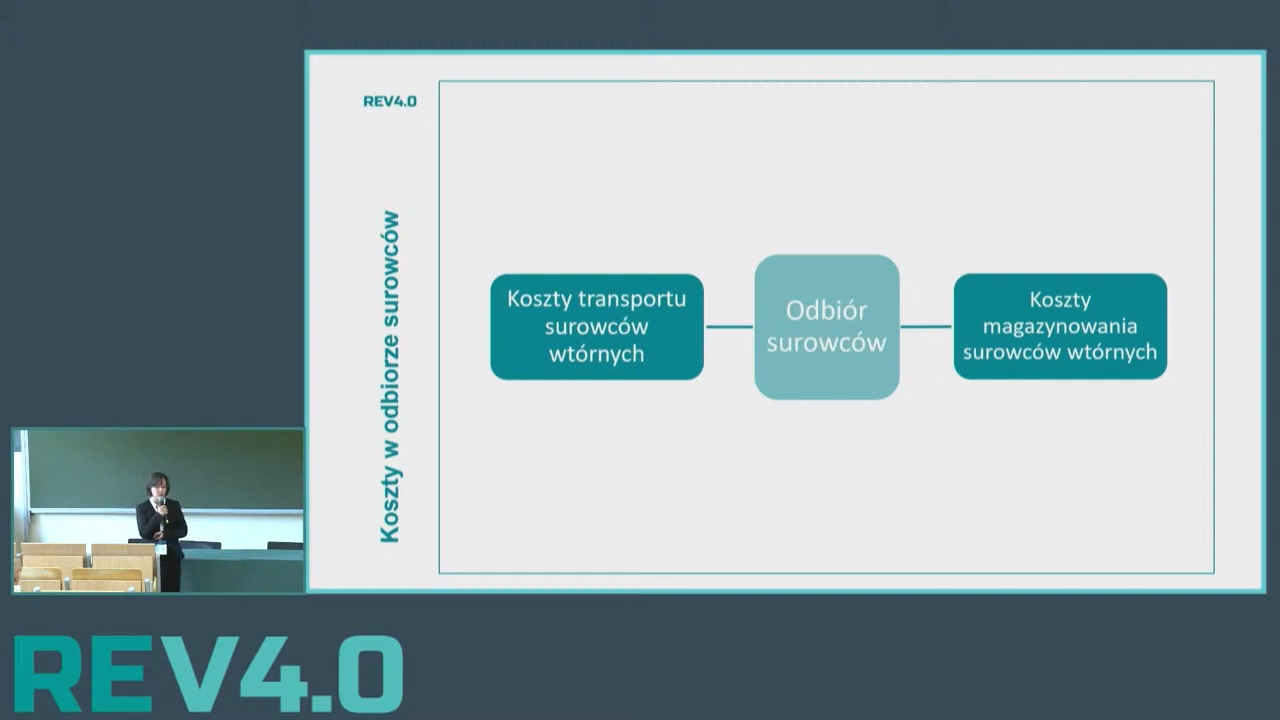 REV4.0
Koszty w odbiorze surowców
Koszty transportu
surowców
wtórnych
Odbiór
surowców
Koszty
magazynowania
surowców wtórnych
REV4.0